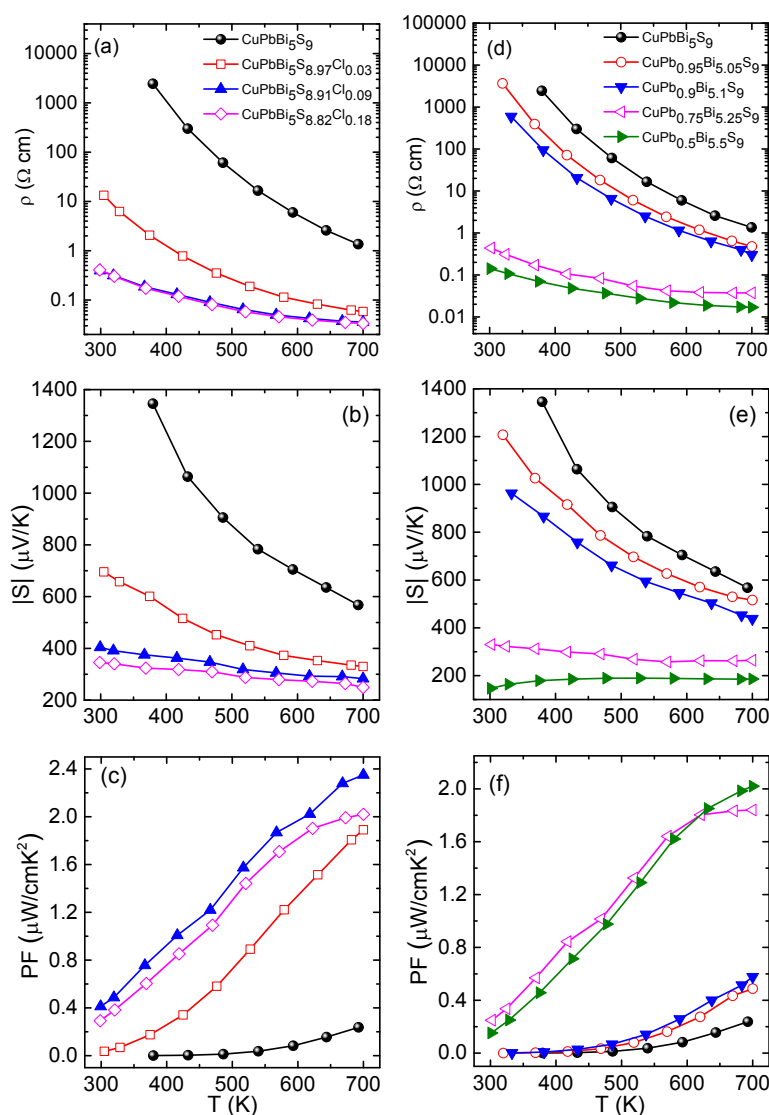 (a)
CuPbBi₅S₉
CuPbBi₅S₈.₉₇Cl₀.₀₃
CuPbBi₅S₈.₉₁Cl₀.₀₉
CuPbBi₅S₈.₈₂Cl₀.₁₈
10000
1000
100
10
1
0.1
ρ (Ω cm)
300 400 500 600 700
(b)
1400
1200
1000
800
600
400
200
|S| (μV/K)
300 400 500 600 700
(c)
2.4
2.0
1.6
1.2
0.8
0.4
0.0
PF (μW/cmK²)
300 400 500 600 700
T (K)
(d)
CuPbBi₅S₉
CuPb₀.₉₅Bi₅.₀₅S₉
CuPb₀.₉Bi₅.₁S₉
CuPb₀.₇₅Bi₅.₂₅S₉
CuPb₀.₅Bi₅.₅S₉
100000
10000
1000
100
10
1
0.1
0.01
ρ (Ω cm)
300 400 500 600 700
(e)
1400
1200
1000
800
600
400
200
0
|S| (μV/K)
300 400 500 600 700
(f)
2.0
1.6
1.2
0.8
0.4
0.0
PF (μW/cmK²)
300 400 500 600 700
T (K)